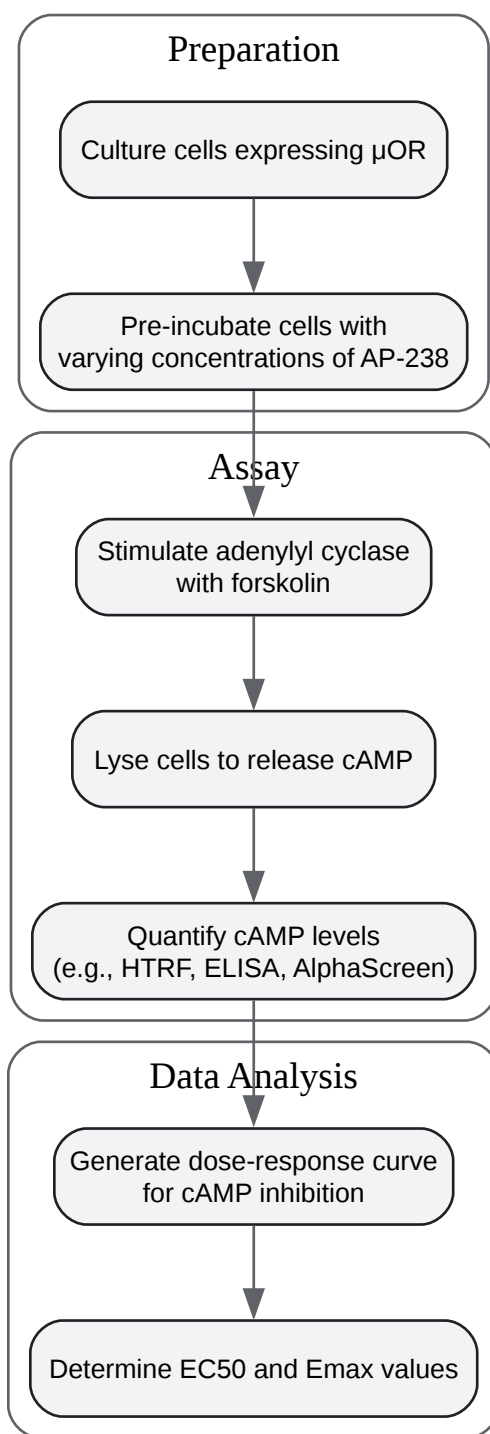 Preparation
Culture cells expressing μOR
Pre-incubate cells with
varying concentrations of AP-238
Assay
Stimulate adenylyl cyclase
with forskolin
Lyse cells to release cAMP
Quantify cAMP levels
(e.g., HTRF, ELISA, AlphaScreen)
Data Analysis
Generate dose-response curve
for cAMP inhibition
Determine EC50 and Emax values